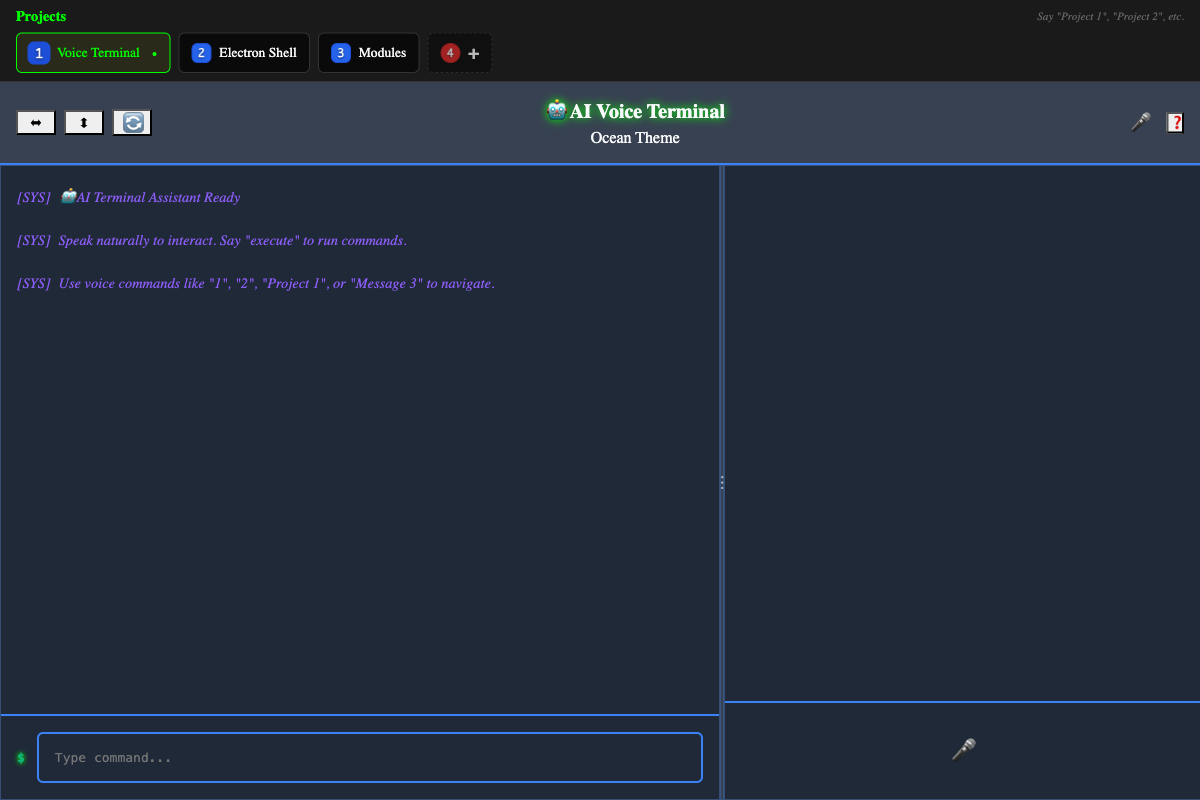 Projects
Say "Project 1", "Project 2", etc.
1 Voice Terminal •
2 Electron Shell
3 Modules
4 +
AI Voice Terminal
Ocean Theme
?
[SYS] AI Terminal Assistant Ready
[SYS] Speak naturally to interact. Say "execute" to run commands.
[SYS] Use voice commands like "1", "2", "Project 1", or "Message 3" to navigate.
$ Type command...